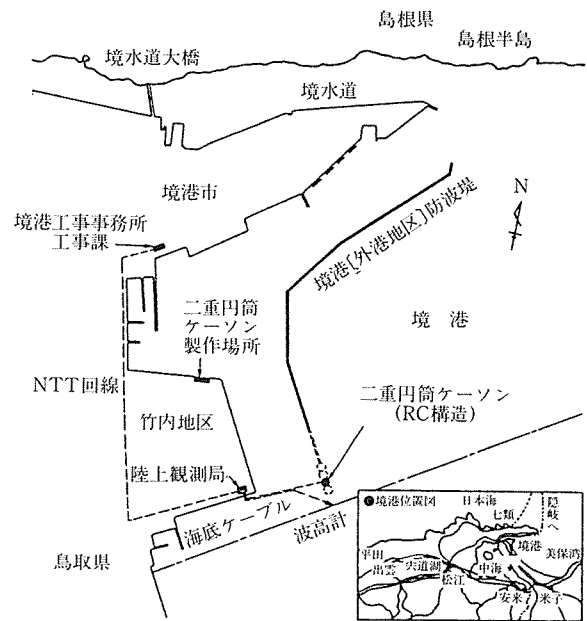 島根県
島根半島
境水道大橋
境水道
境港市
N
境港工事事務所
工事課
境港〔外港地区〕防波堤
二重円筒
ケーソン
製作場所
境 港
NTT回線
二重円筒ケーソン
(RC構造)
竹内地区
陸上観測局
海底ケーブル
波高計
鳥取県
境港位置図
日本海
七類
隠岐へ
境港
美保湾
平田
出雲
宍道湖
松江
中海
安来
米子